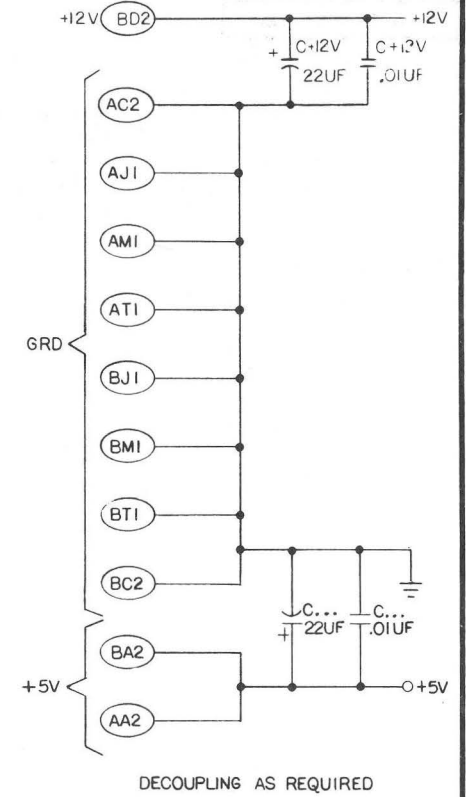 +12V BD2 +12V
+ C+12V C+12V
22UF .01UF
AC2
AJ1
AM1
AT1
GRD
BJ1
BM1
BT1
BC2
C... C...
+ 22UF .01UF
BA2
+5V +5V
AA2
DECOUPLING AS REQUIRED